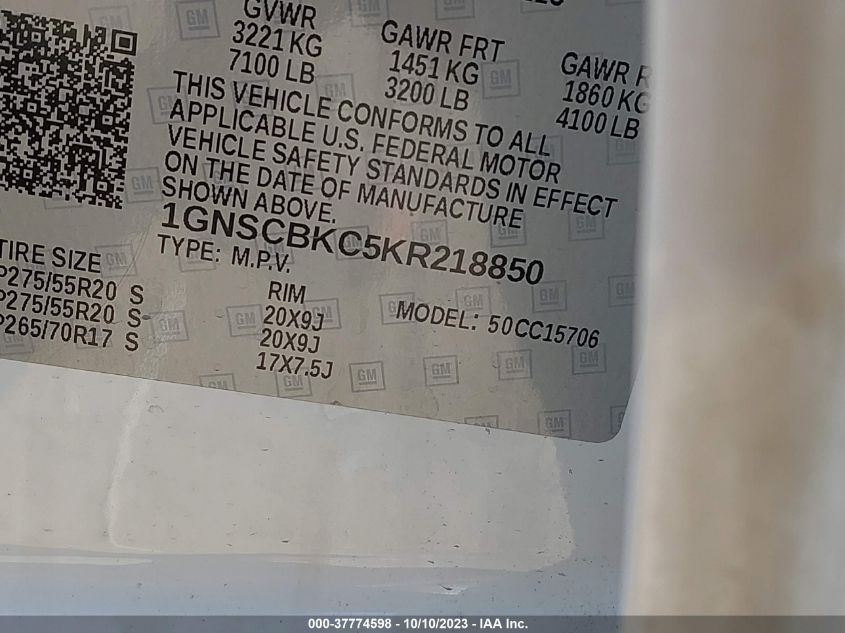 GVWR GAWR FRT GAWR R
3221 KG 1451 KG 1860 KG
7100 LB 3200 LB 4100 LB
THIS VEHICLE CONFORMS TO ALL
APPLICABLE U.S. FEDERAL MOTOR
VEHICLE SAFETY STANDARDS IN EFFECT
ON THE DATE OF MANUFACTURE
SHOWN ABOVE.
1GNSCBKC5KR218850
TYPE: M.P.V.
MODEL: 50CC15706
TIRE SIZE RIM
P275/55R20 S 20X9J
P275/55R20 S 20X9J
P265/70R17 S 17X7.5J
GM
000-37774598 - 10/10/2023 - IAA Inc.